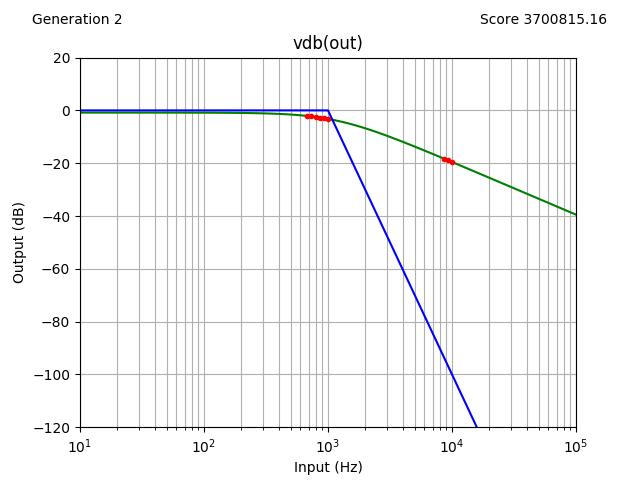 Generation 2
Score 3700815.16
vdb(out)
20
0
−20
−40
−60
−80
−100
−120
Output (dB)
10¹
10²
10³
10⁴
10⁵
Input (Hz)